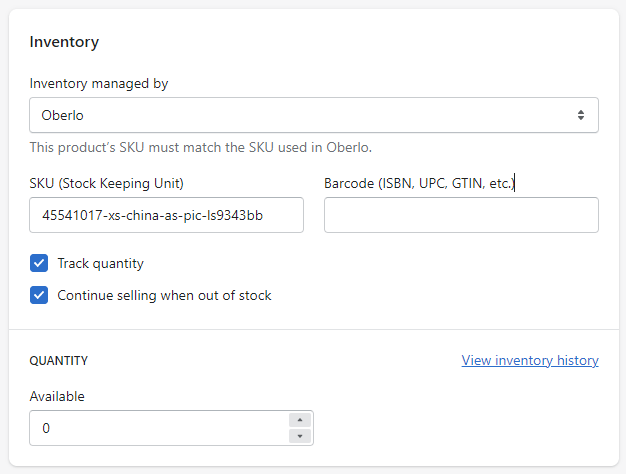 Inventory
Inventory managed by
Oberlo
This product's SKU must match the SKU used in Oberlo.
SKU (Stock Keeping Unit)
Barcode (ISBN, UPC, GTIN, etc.)
45541017-xs-china-as-pic-ls9343bb
Track quantity
Continue selling when out of stock
QUANTITY
View inventory history
Available
0